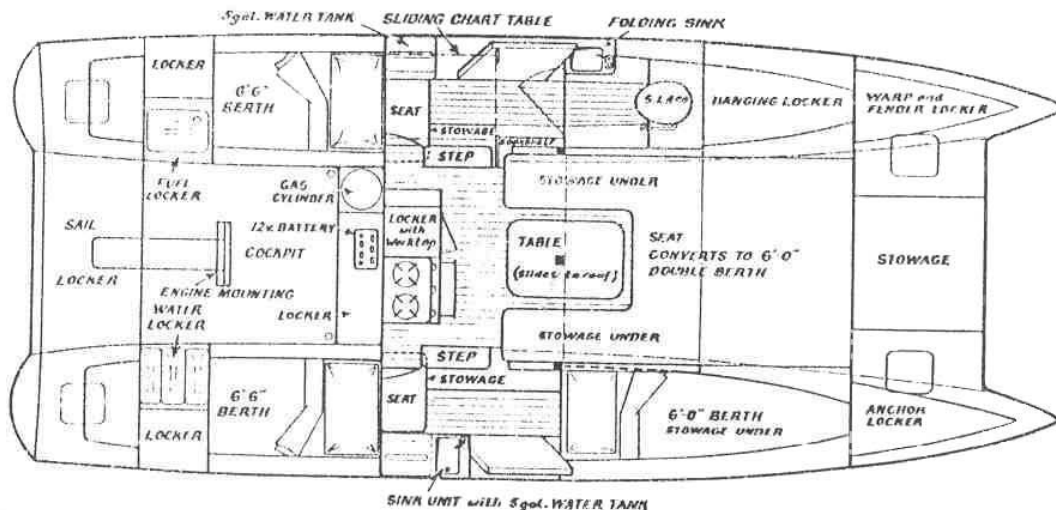 5gal. WATER TANK
SLIDING CHART TABLE
FOLDING SINK
LOCKER
6'6"
BERTH
SEAT
STOWAGE
STEP
HANGING LOCKER
WARP and
FENDER LOCKER
FUEL
LOCKER
GAS
CYLINDER
STOWAGE UNDER
12v. BATTERY
COCKPIT
LOCKER
with
Worktop
TABLE
(slides to roof)
SEAT
CONVERTS TO 6'0"
DOUBLE BERTH
STOWAGE
SAIL
LOCKER
ENGINE MOUNTING
WATER
LOCKER
LOCKER
STOWAGE UNDER
STEP
STOWAGE
6'6"
BERTH
SEAT
LOCKER
6'0" BERTH
STOWAGE UNDER
ANCHOR
LOCKER
SINK UNIT with 5gal. WATER TANK